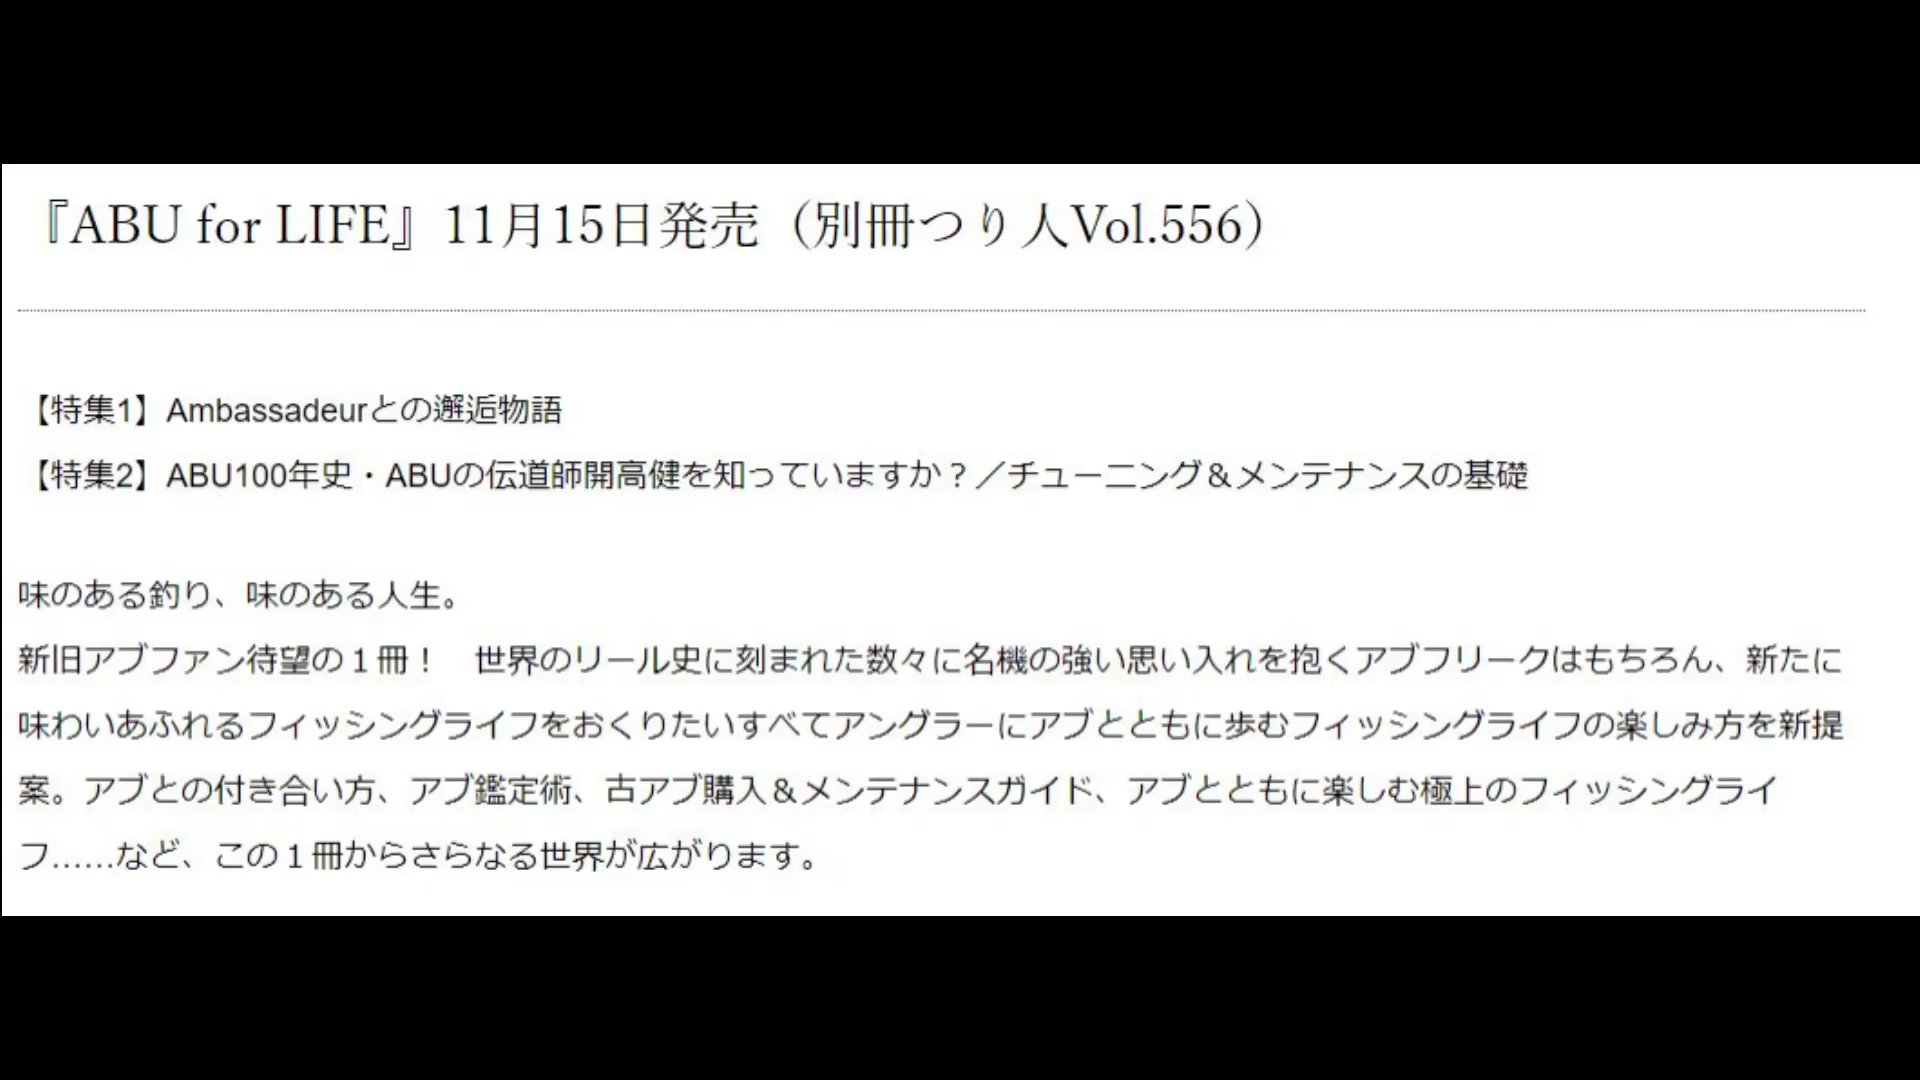 『ABU for LIFE』11月15日発売（別冊つり人Vol.556）
【特集1】Ambassadeurとの邂逅物語
【特集2】ABU100年史・ABUの伝道師開高健を知っていますか？／チューニング＆メンテナンスの基礎
味のある釣り、味のある人生。
新旧アブファン待望の１冊！　世界のリール史に刻まれた数々に名機の強い思い入れを抱くアブフリークはもちろん、新たに
味わいあふれるフィッシングライフをおくりたいすべてアングラーにアブとともに歩むフィッシングライフの楽しみ方を新提
案。アブとの付き合い方、アブ鑑定術、古アブ購入＆メンテナンスガイド、アブとともに楽しむ極上のフィッシングライ
フ……など、この１冊からさらなる世界が広がります。